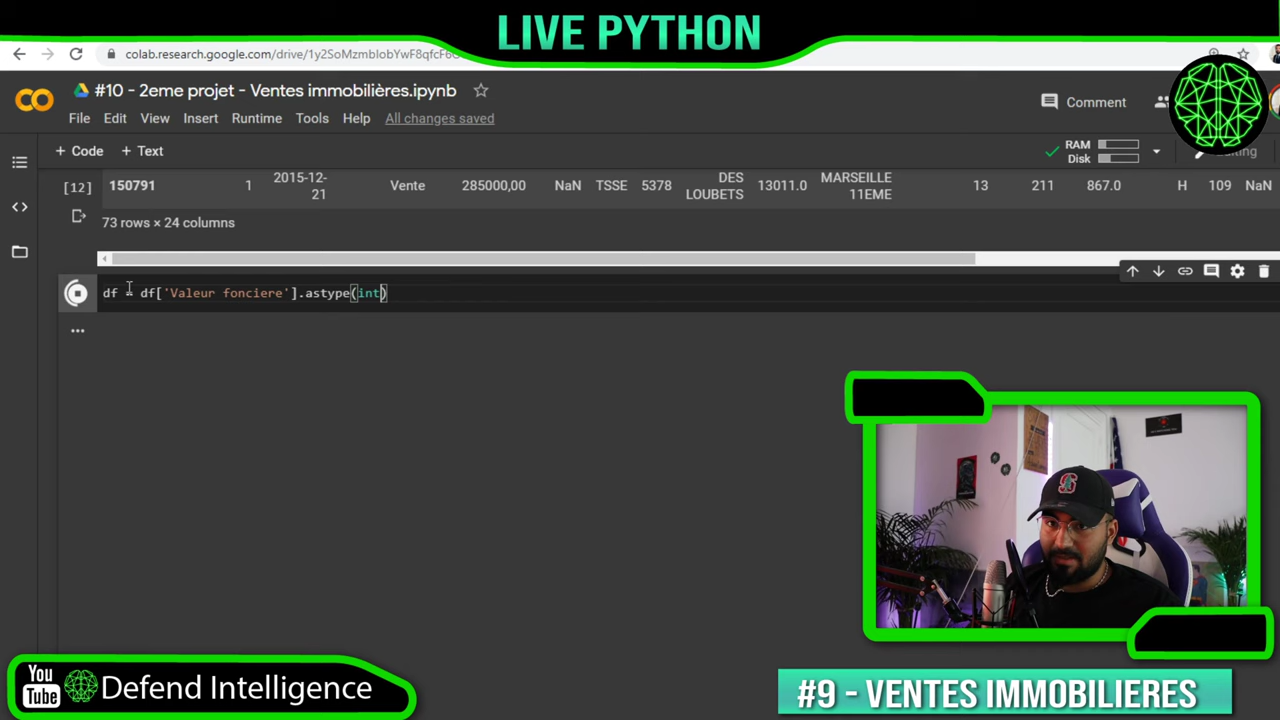 LIVE PYTHON
colab.research.google.com/drive/1y2SoMzmblobYwF8qfcF6
#10 - 2eme projet - Ventes immobilières.ipynb
Comment
File Edit View Insert Runtime Tools Help All changes saved
+ Code + Text
RAM
Disk
Editing
[12] 150791 1 2015-12-21 Vente 285000,00 NaN TSSE 5378 DES LOUBETS 13011.0 MARSEILLE 11EME 13 211 867.0 H 109 NaN
73 rows × 24 columns
df = df['Valeur fonciere'].astype(int)
...
You Tube Defend Intelligence
#9 - VENTES IMMOBILIERES